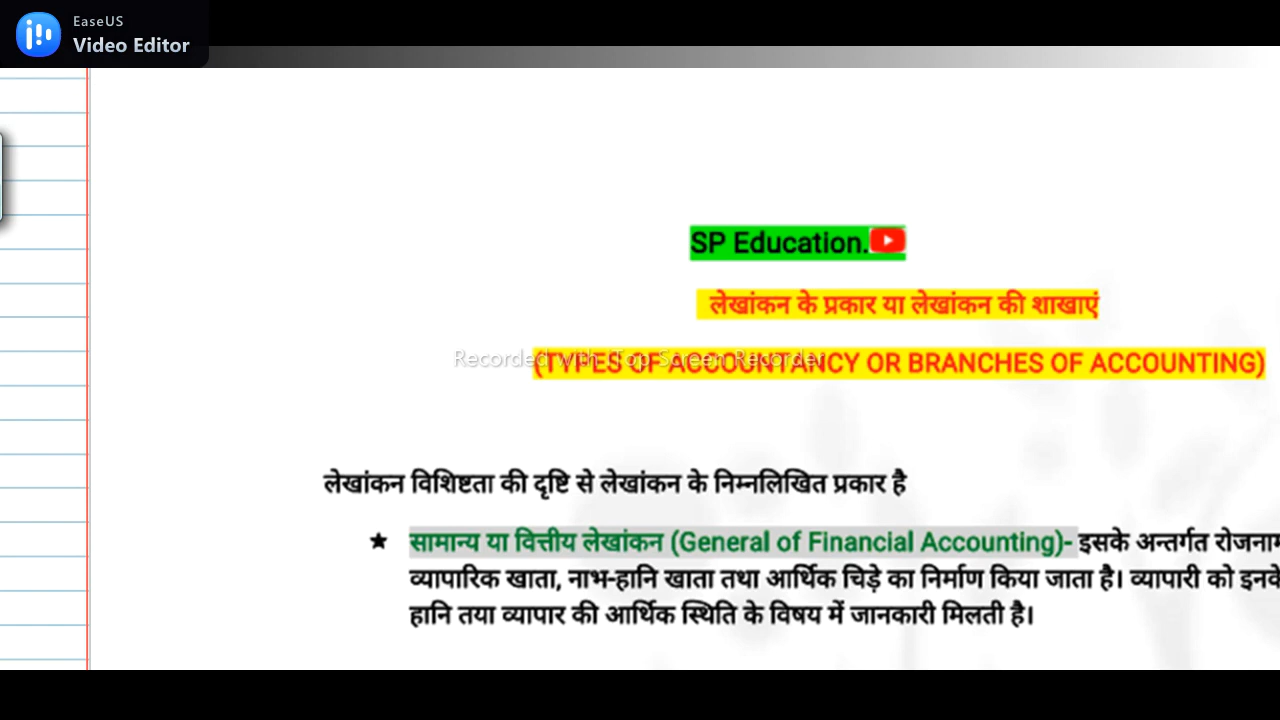 EaseUS
Video Editor
SP Education.
लेखांकन के प्रकार या लेखांकन की शाखाएं
Recorded with iTop Screen Recorder
(TYPES OF ACCOUNTANCY OR BRANCHES OF ACCOUNTING)
लेखांकन विशिष्टता की दृष्टि से लेखांकन के निम्नलिखित प्रकार है
★ सामान्य या वित्तीय लेखांकन (General of Financial Accounting)- इसके अन्तर्गत
व्यापारिक खाता, नाभ-हानि खाता तथा आर्थिक चिड़े का निर्माण किया जाता है। व्यापारी को
हानि तया व्यापार की आर्थिक स्थिति के विषय में जानकारी मिलती है।